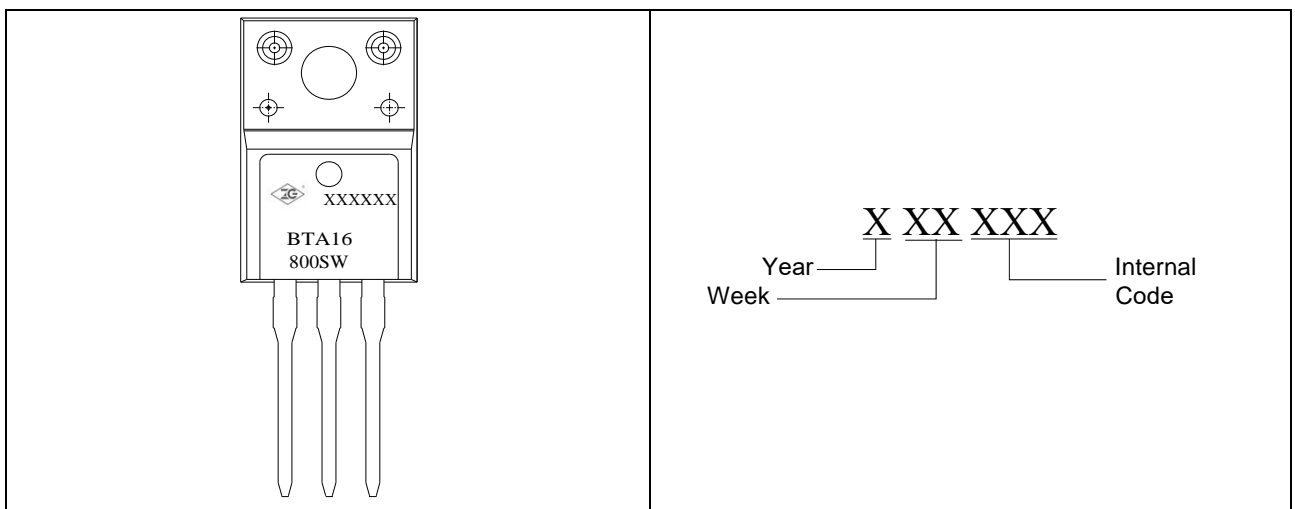 XXXXXX
BTA16
800SW
X XX XXX
Year
Week
Internal
Code